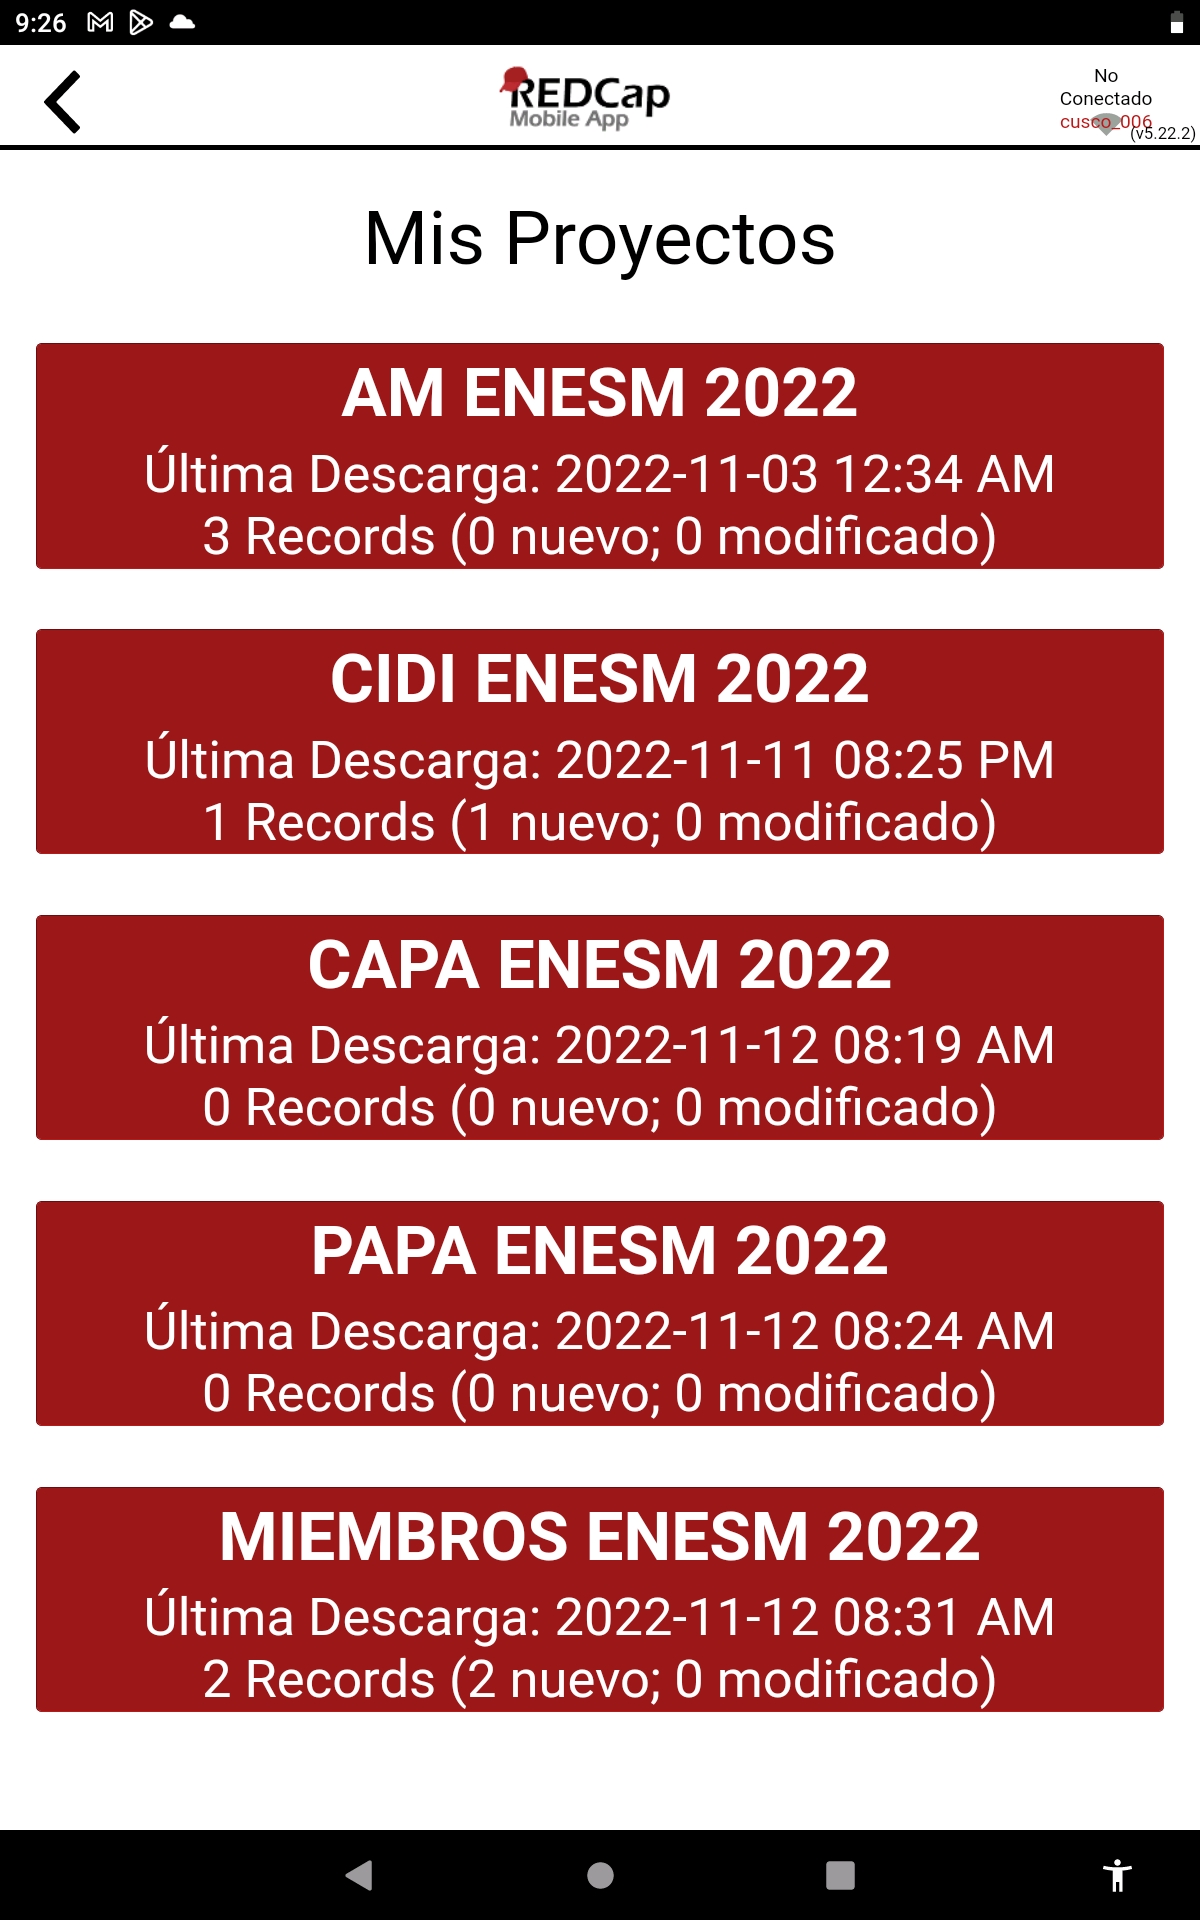 9:26
No
Conectado
REDCap
Mobile App
cusco_006
(v5.22.2)
Mis Proyectos
AM ENESM 2022
Última Descarga: 2022-11-03 12:34 AM
3 Records (0 nuevo; 0 modificado)
CIDI ENESM 2022
Última Descarga: 2022-11-11 08:25 PM
1 Records (1 nuevo; 0 modificado)
CAPA ENESM 2022
Última Descarga: 2022-11-12 08:19 AM
0 Records (0 nuevo; 0 modificado)
PAPA ENESM 2022
Última Descarga: 2022-11-12 08:24 AM
0 Records (0 nuevo; 0 modificado)
MIEMBROS ENESM 2022
Última Descarga: 2022-11-12 08:31 AM
2 Records (2 nuevo; 0 modificado)